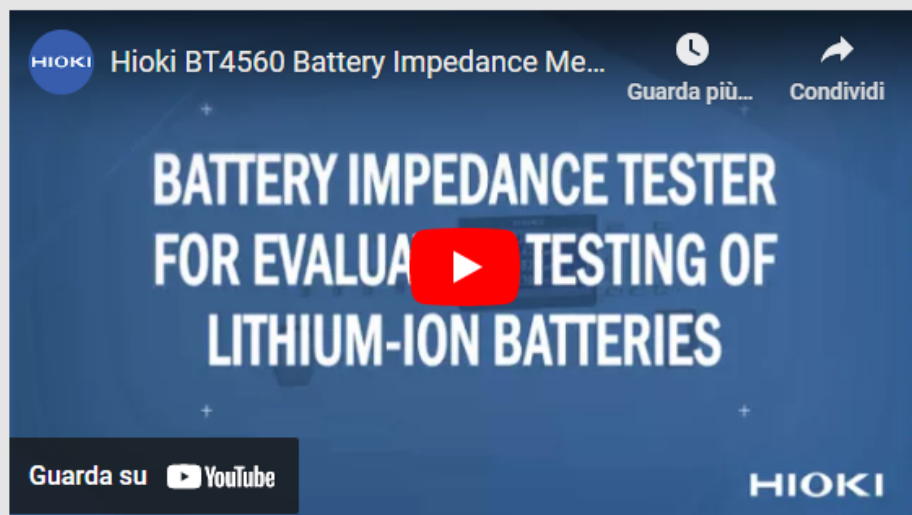 HIOKI
Hioki BT4560 Battery Impedance Me...
Guarda più...
Condividi
BATTERY IMPEDANCE TESTER
FOR EVALUA TESTING OF
LITHIUM-ION BATTERIES
Guarda su YouTube
HIOKI